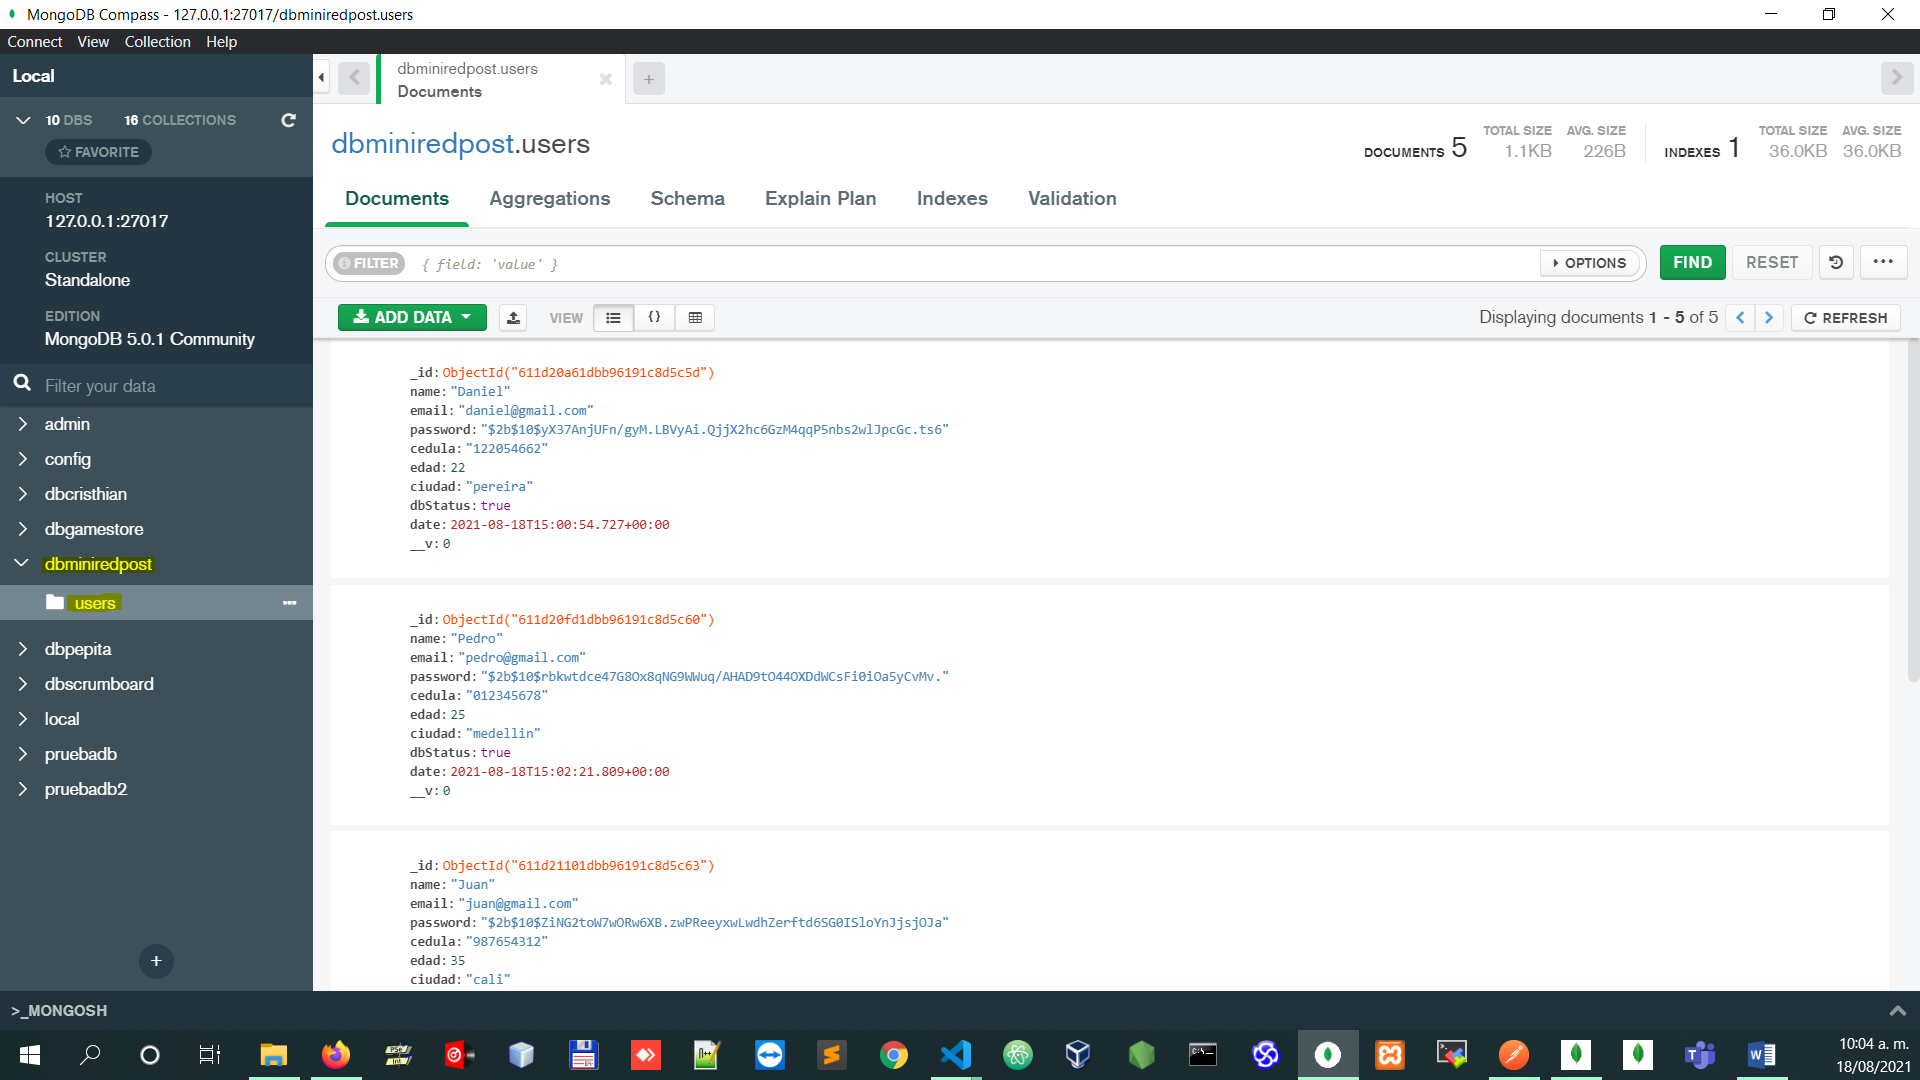 MongoDB Compass - 127.0.0.1:27017/dbminiredpost.users
Connect View Collection Help
Local
10 DBS 16 COLLECTIONS
FAVORITE
HOST
127.0.0.1:27017
CLUSTER
Standalone
EDITION
MongoDB 5.0.1 Community
Filter your data
admin
config
dbcristhian
dbgamestore
dbminiredpost
users
dbpepita
dbscrumboard
local
pruebadb
pruebadb2
dbminiredpost.users
Documents
dbminiredpost.users
DOCUMENTS 5 TOTAL SIZE 1.1KB AVG. SIZE 226B INDEXES 1 TOTAL SIZE 36.0KB AVG. SIZE 36.0KB
Documents Aggregations Schema Explain Plan Indexes Validation
FILTER { field: 'value' } OPTIONS FIND RESET
ADD DATA VIEW Displaying documents 1 - 5 of 5 REFRESH
_id: ObjectId("611d20a61dbb96191c8d5c5d")
name: "Daniel"
email: "daniel@gmail.com"
password: "$2b$10$yX37AnjUFn/gyM.LBVyAi.QjjX2hc6GzM4qqP5nbs2wlJpcGc.ts6"
cedula: "122054662"
edad: 22
ciudad: "pereira"
dbStatus: true
date: 2021-08-18T15:00:54.727+00:00
__v: 0
_id: ObjectId("611d20fd1dbb96191c8d5c60")
name: "Pedro"
email: "pedro@gmail.com"
password: "$2b$10$rbkwtdce47G8Ox8qNG9WWuq/AHAD9tO44OXDdWCsFi0iOa5yCvMv."
cedula: "012345678"
edad: 25
ciudad: "medellin"
dbStatus: true
date: 2021-08-18T15:02:21.809+00:00
__v: 0
_id: ObjectId("611d21101dbb96191c8d5c63")
name: "Juan"
email: "juan@gmail.com"
password: "$2b$10$ZiNG2toW7wORw6XB.zwPReeyxwLwdhZerftd6SG0ISloYnJjsjOJa"
cedula: "987654312"
edad: 35
ciudad: "cali"
>_MONGOSH
10:04 a. m.
18/08/2021